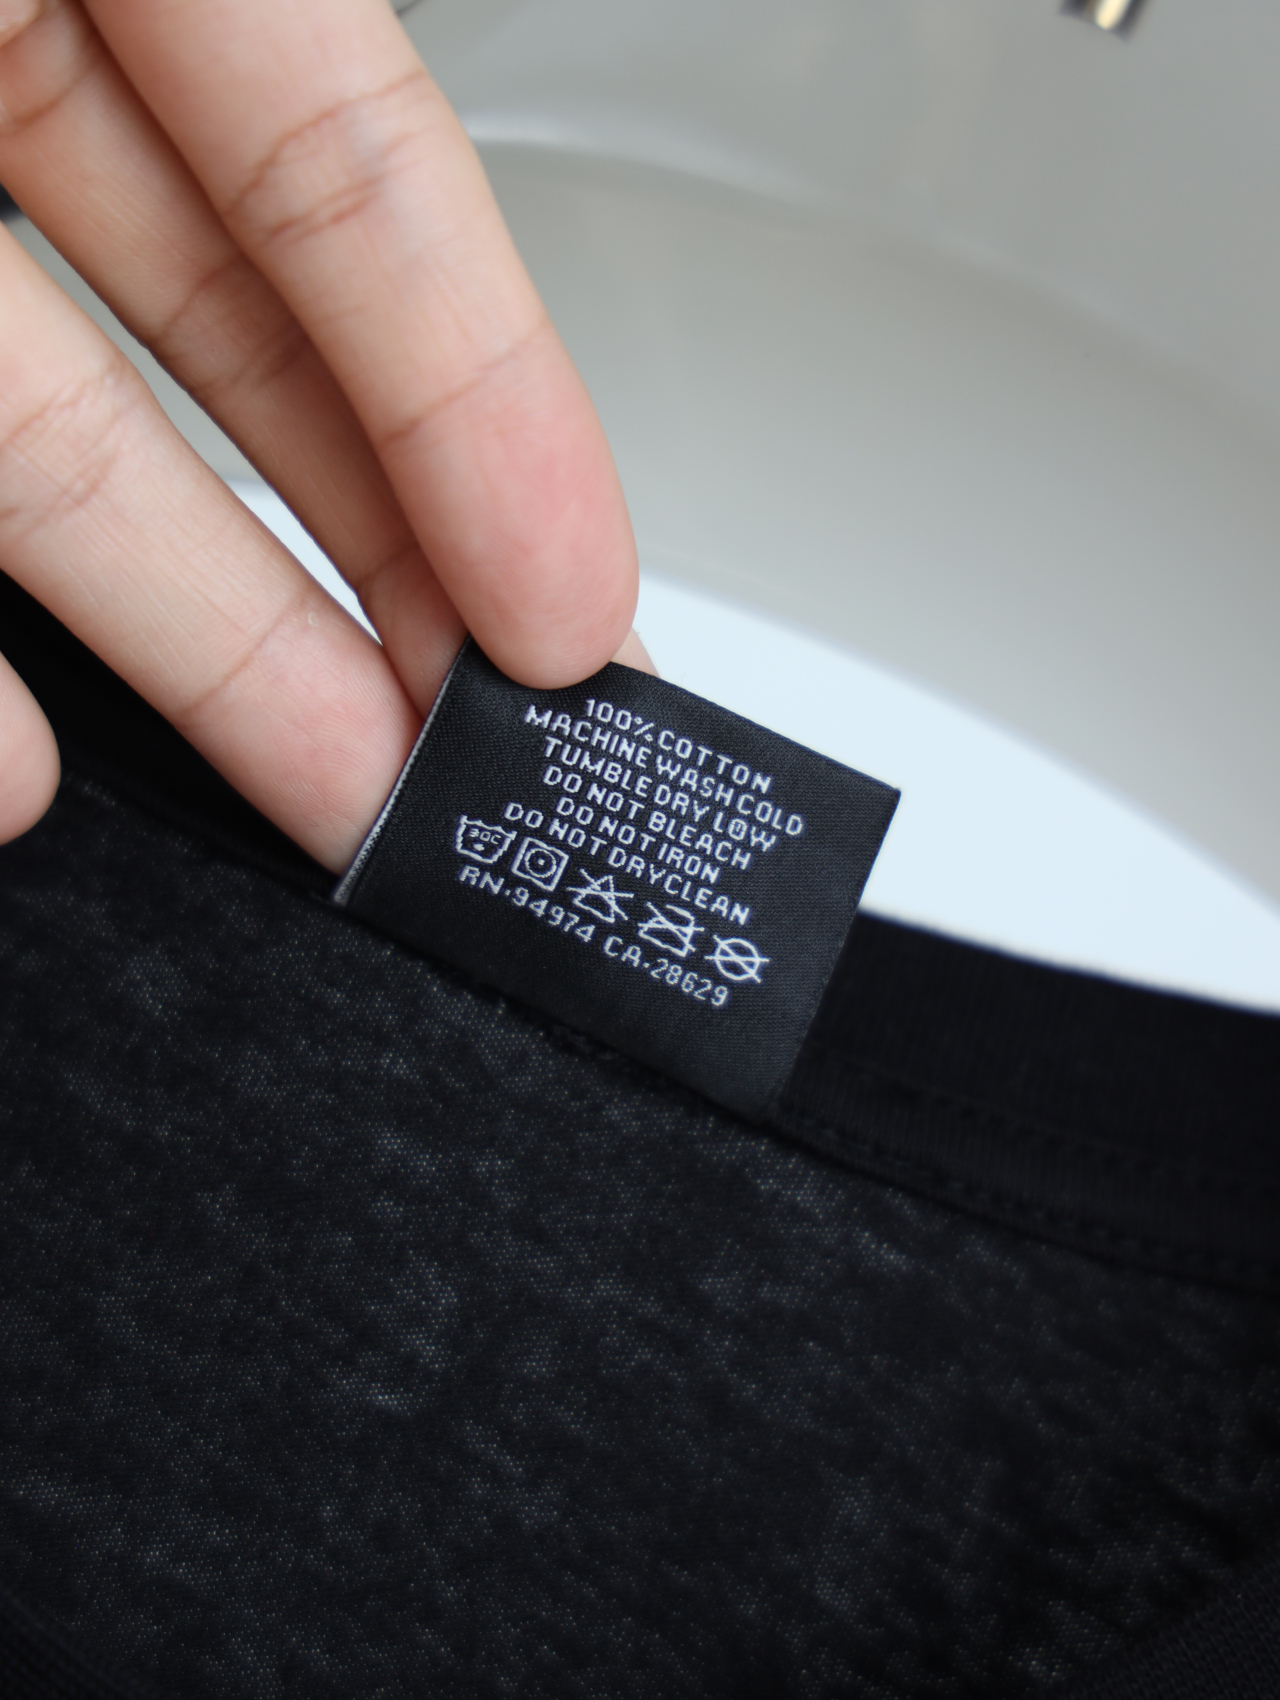 100% COTTON
MACHINE WASH COLD
TUMBLE DRY LOW
DO NOT BLEACH
DO NOT IRON
DO NOT DRYCLEAN
30C
RN·94974 CA·28629